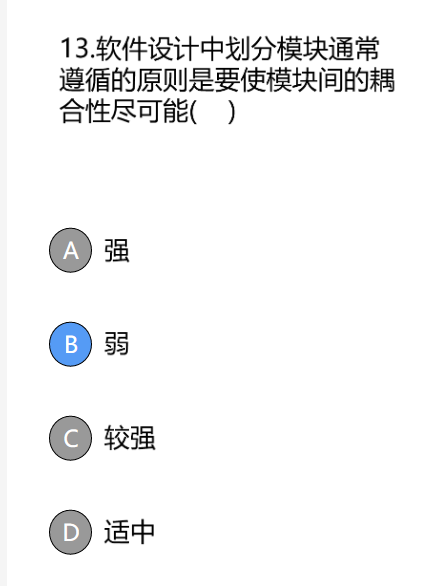 13.软件设计中划分模块通常
遵循的原则是要使模块间的耦
合性尽可能(    )
A 强
B 弱
C 较强
D 适中